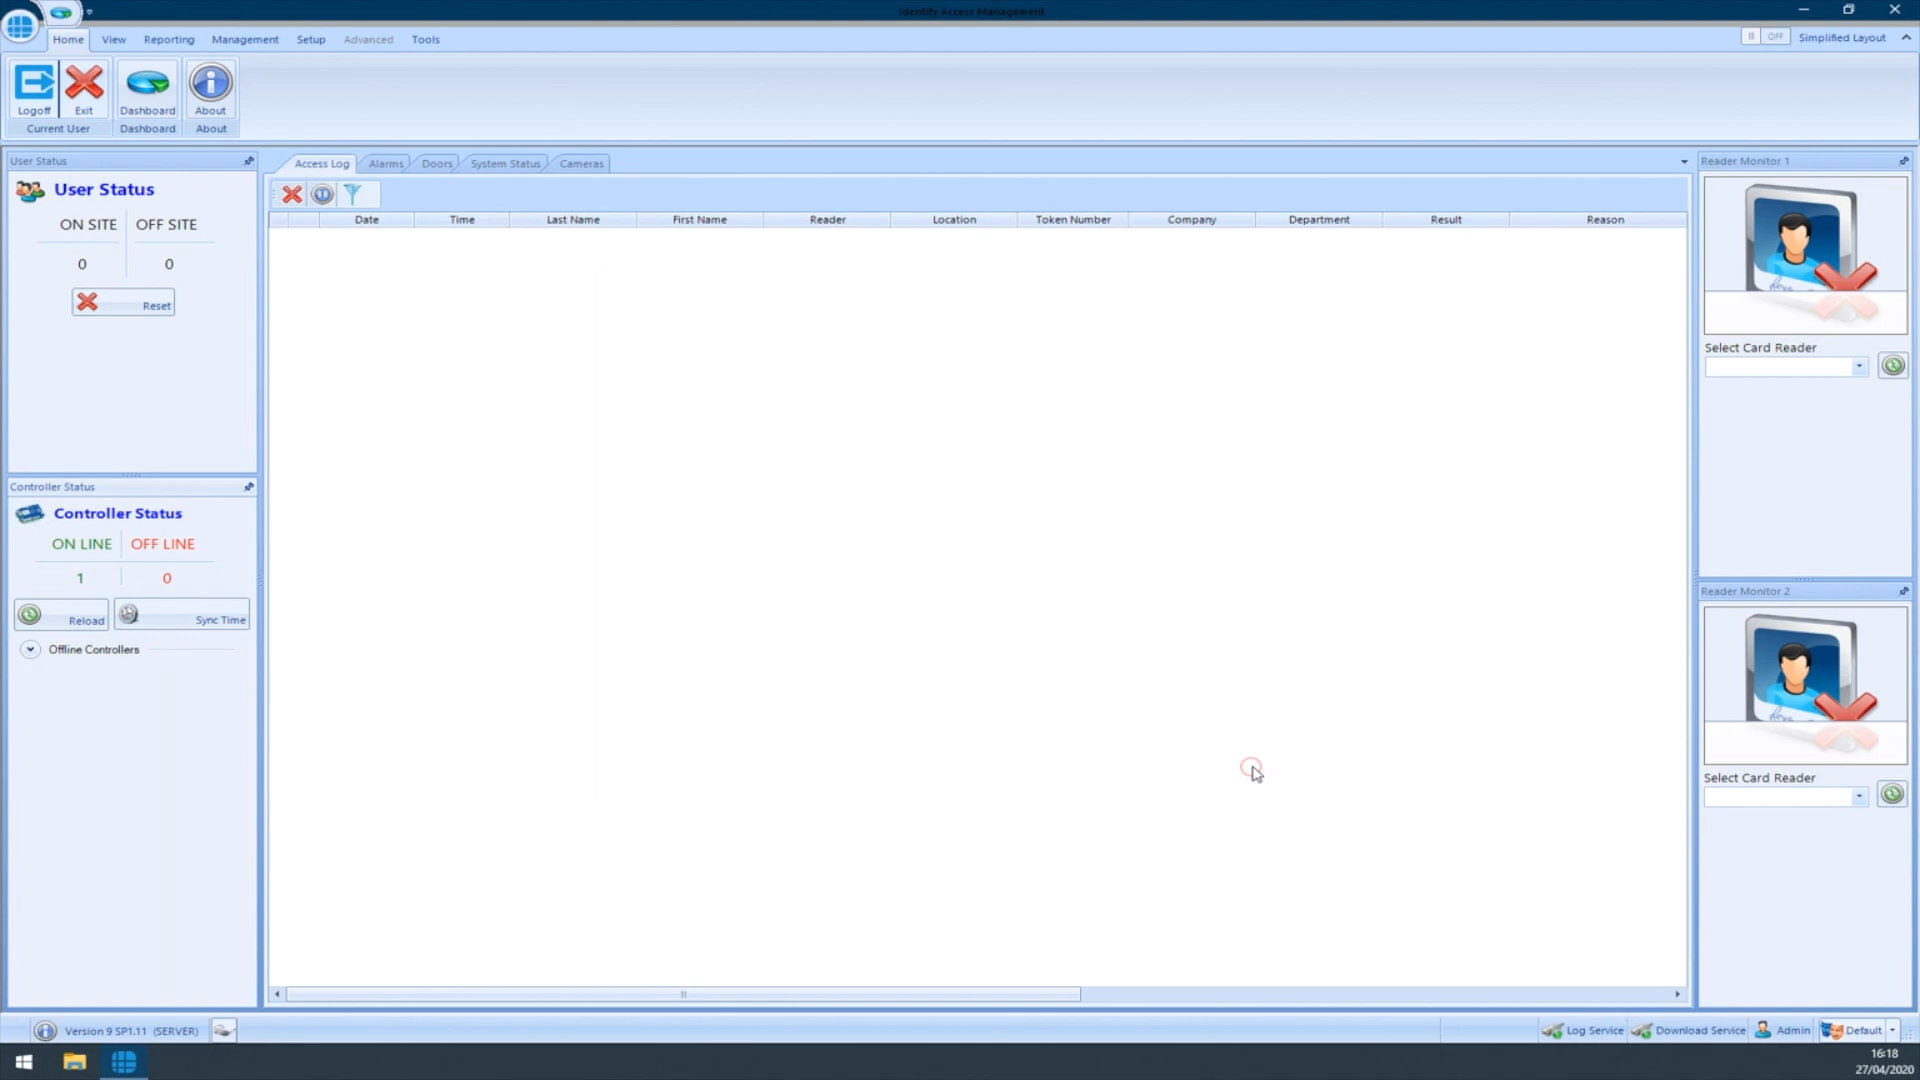 Identity Access Management
Home View Reporting Management Setup Advanced Tools
OFF Simplified Layout
Logoff Exit Dashboard About
Current User Dashboard About
User Status
User Status
ON SITE OFF SITE
0 0
Reset
Controller Status
Controller Status
ON LINE OFF LINE
1 0
Reload Sync Time
Offline Controllers
Access Log Alarms Doors System Status Cameras
Date Time Last Name First Name Reader Location Token Number Company Department Result Reason
Reader Monitor 1
Select Card Reader
Reader Monitor 2
Select Card Reader
Version 9 SP1.11 (SERVER)
Log Service Download Service Admin Default
16:18
27/04/2020